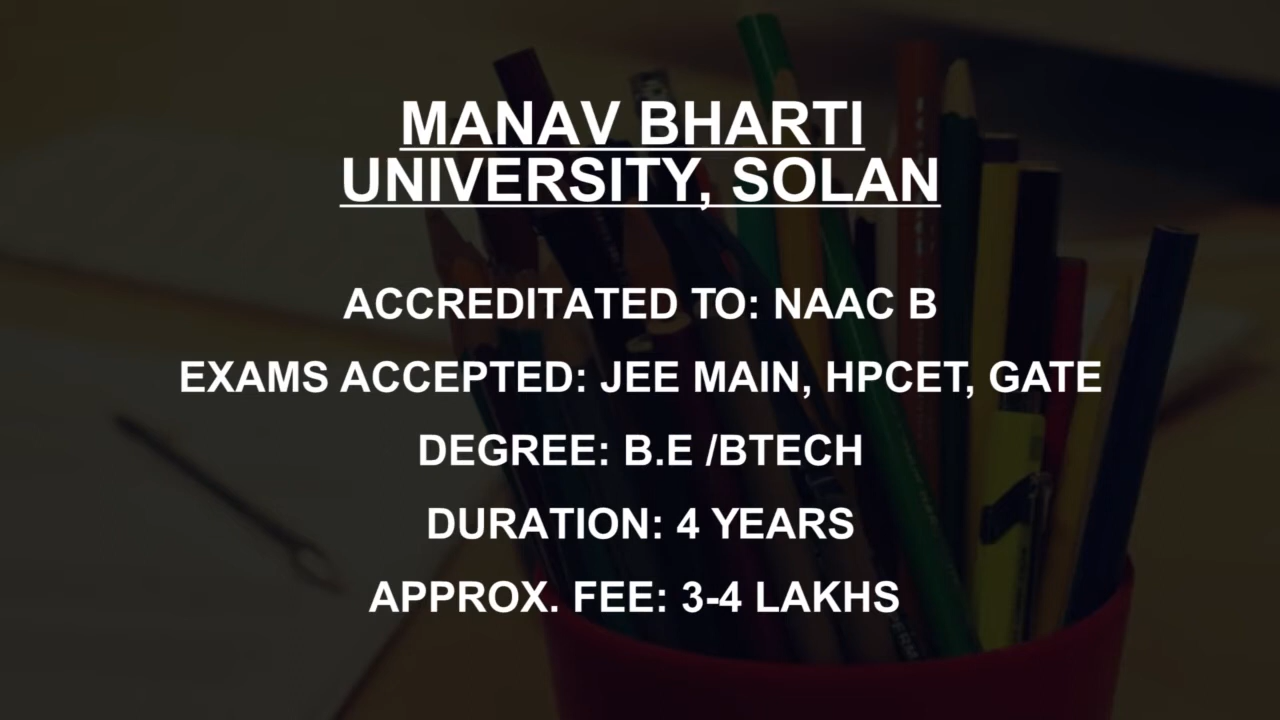 MANAV BHARTI
UNIVERSITY, SOLAN
ACCREDITATED TO: NAAC B
EXAMS ACCEPTED: JEE MAIN, HPCET, GATE
DEGREE: B.E /BTECH
DURATION: 4 YEARS
APPROX. FEE: 3-4 LAKHS